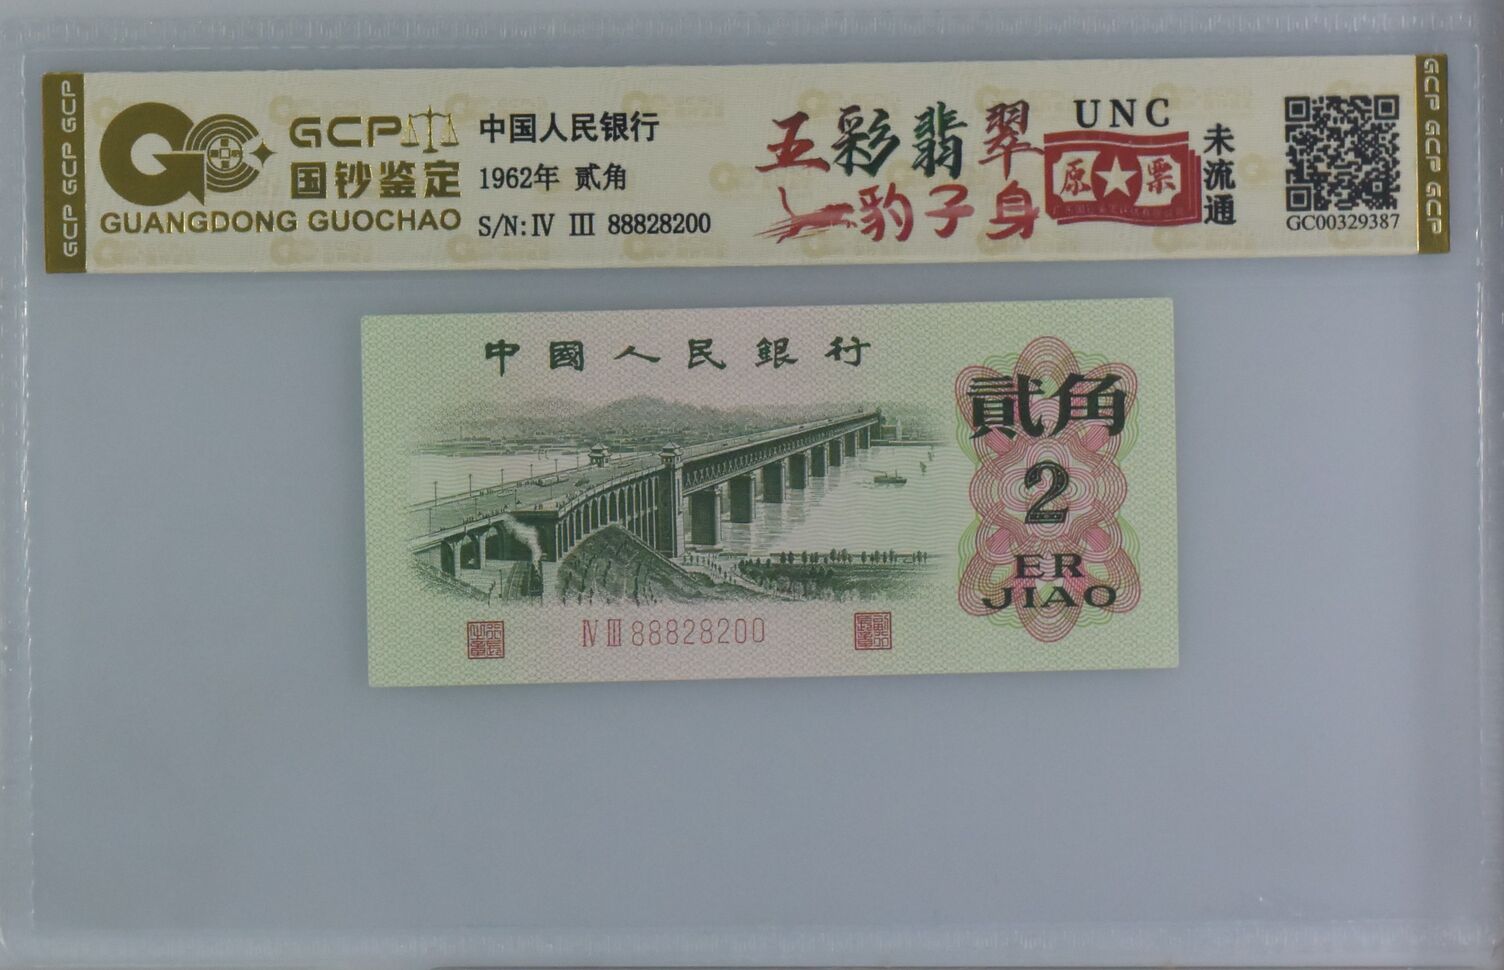 GCP GCP GCP
GCP
国钞鉴定
GUANGDONG GUOCHAO
中国人民银行
1962年 贰角
S/N:Ⅳ Ⅲ 88828200
五彩翡翠
豹子身
UNC
原票
未流通
GC00329387
GCP GCP GCP
中國人民銀行
貳角
2
ER
JIAO
Ⅳ Ⅲ 88828200